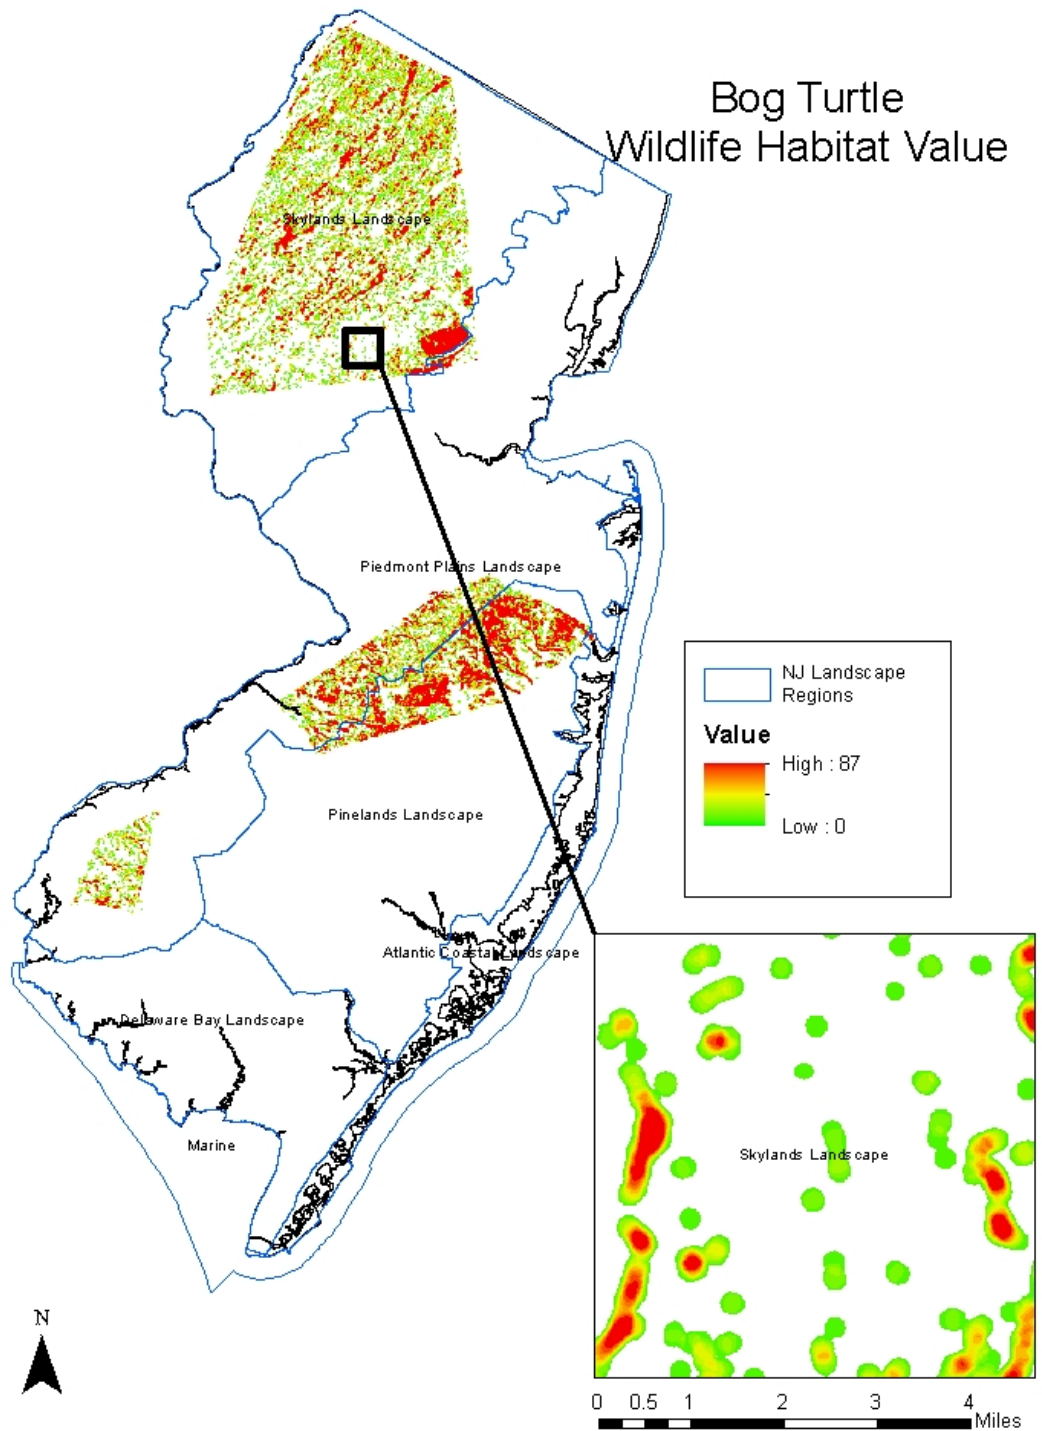 Bog Turtle
Wildlife Habitat Value
Skylands Landscape
Piedmont Plains Landscape
NJ Landscape
Regions
Value
High : 87
Low : 0
Pinelands Landscape
Atlantic Coastal Landscape
Delaware Bay Landscape
Marine
Skylands Landscape
N
0 0.5 1 2 3 4
Miles